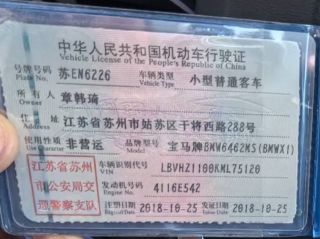 中华人民共和国机动车行驶证
Vehicle License of the People's Republic of China
号牌号码 苏EN6226 车辆类型 小型普通客车
Plate No. Vehicle Type
所有人 章韩琦
Owner
住址 江苏省苏州市姑苏区干将西路288号
Address
使用性质 非营运 品牌型号 宝马牌BMW6462MS(BMWX1)
Use Character Model
江苏省苏州
市公安局交
通警察支队
车辆识别代号 LBVHZ1100KML75120
VIN
发动机号码 4116E54Z
Engine No.
注册日期 2018-10-25 发证日期 2018-10-25
Register Date Issue Date